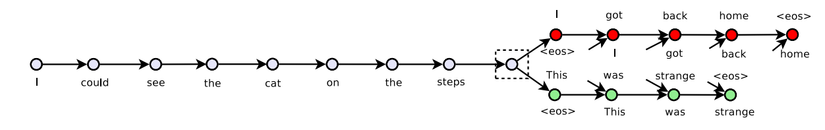 I got back home <eos>
<eos> I got back home
I could see the cat on the steps
This was strange <eos>
<eos> This was strange